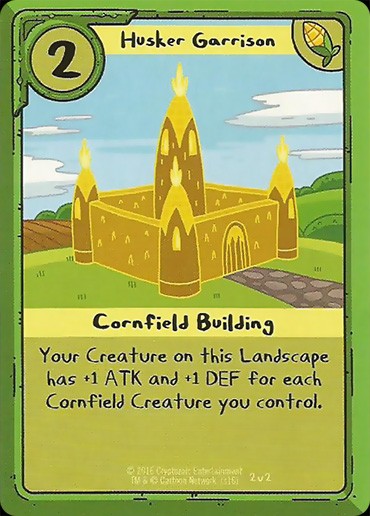 2
Husker Garrison
Cornfield Building
Your Creature on this Landscape
has +1 ATK and +1 DEF for each
Cornfield Creature you control.
© 2016 Cryptozoic Entertainment
TM & © Cartoon Network (s16)
2v2